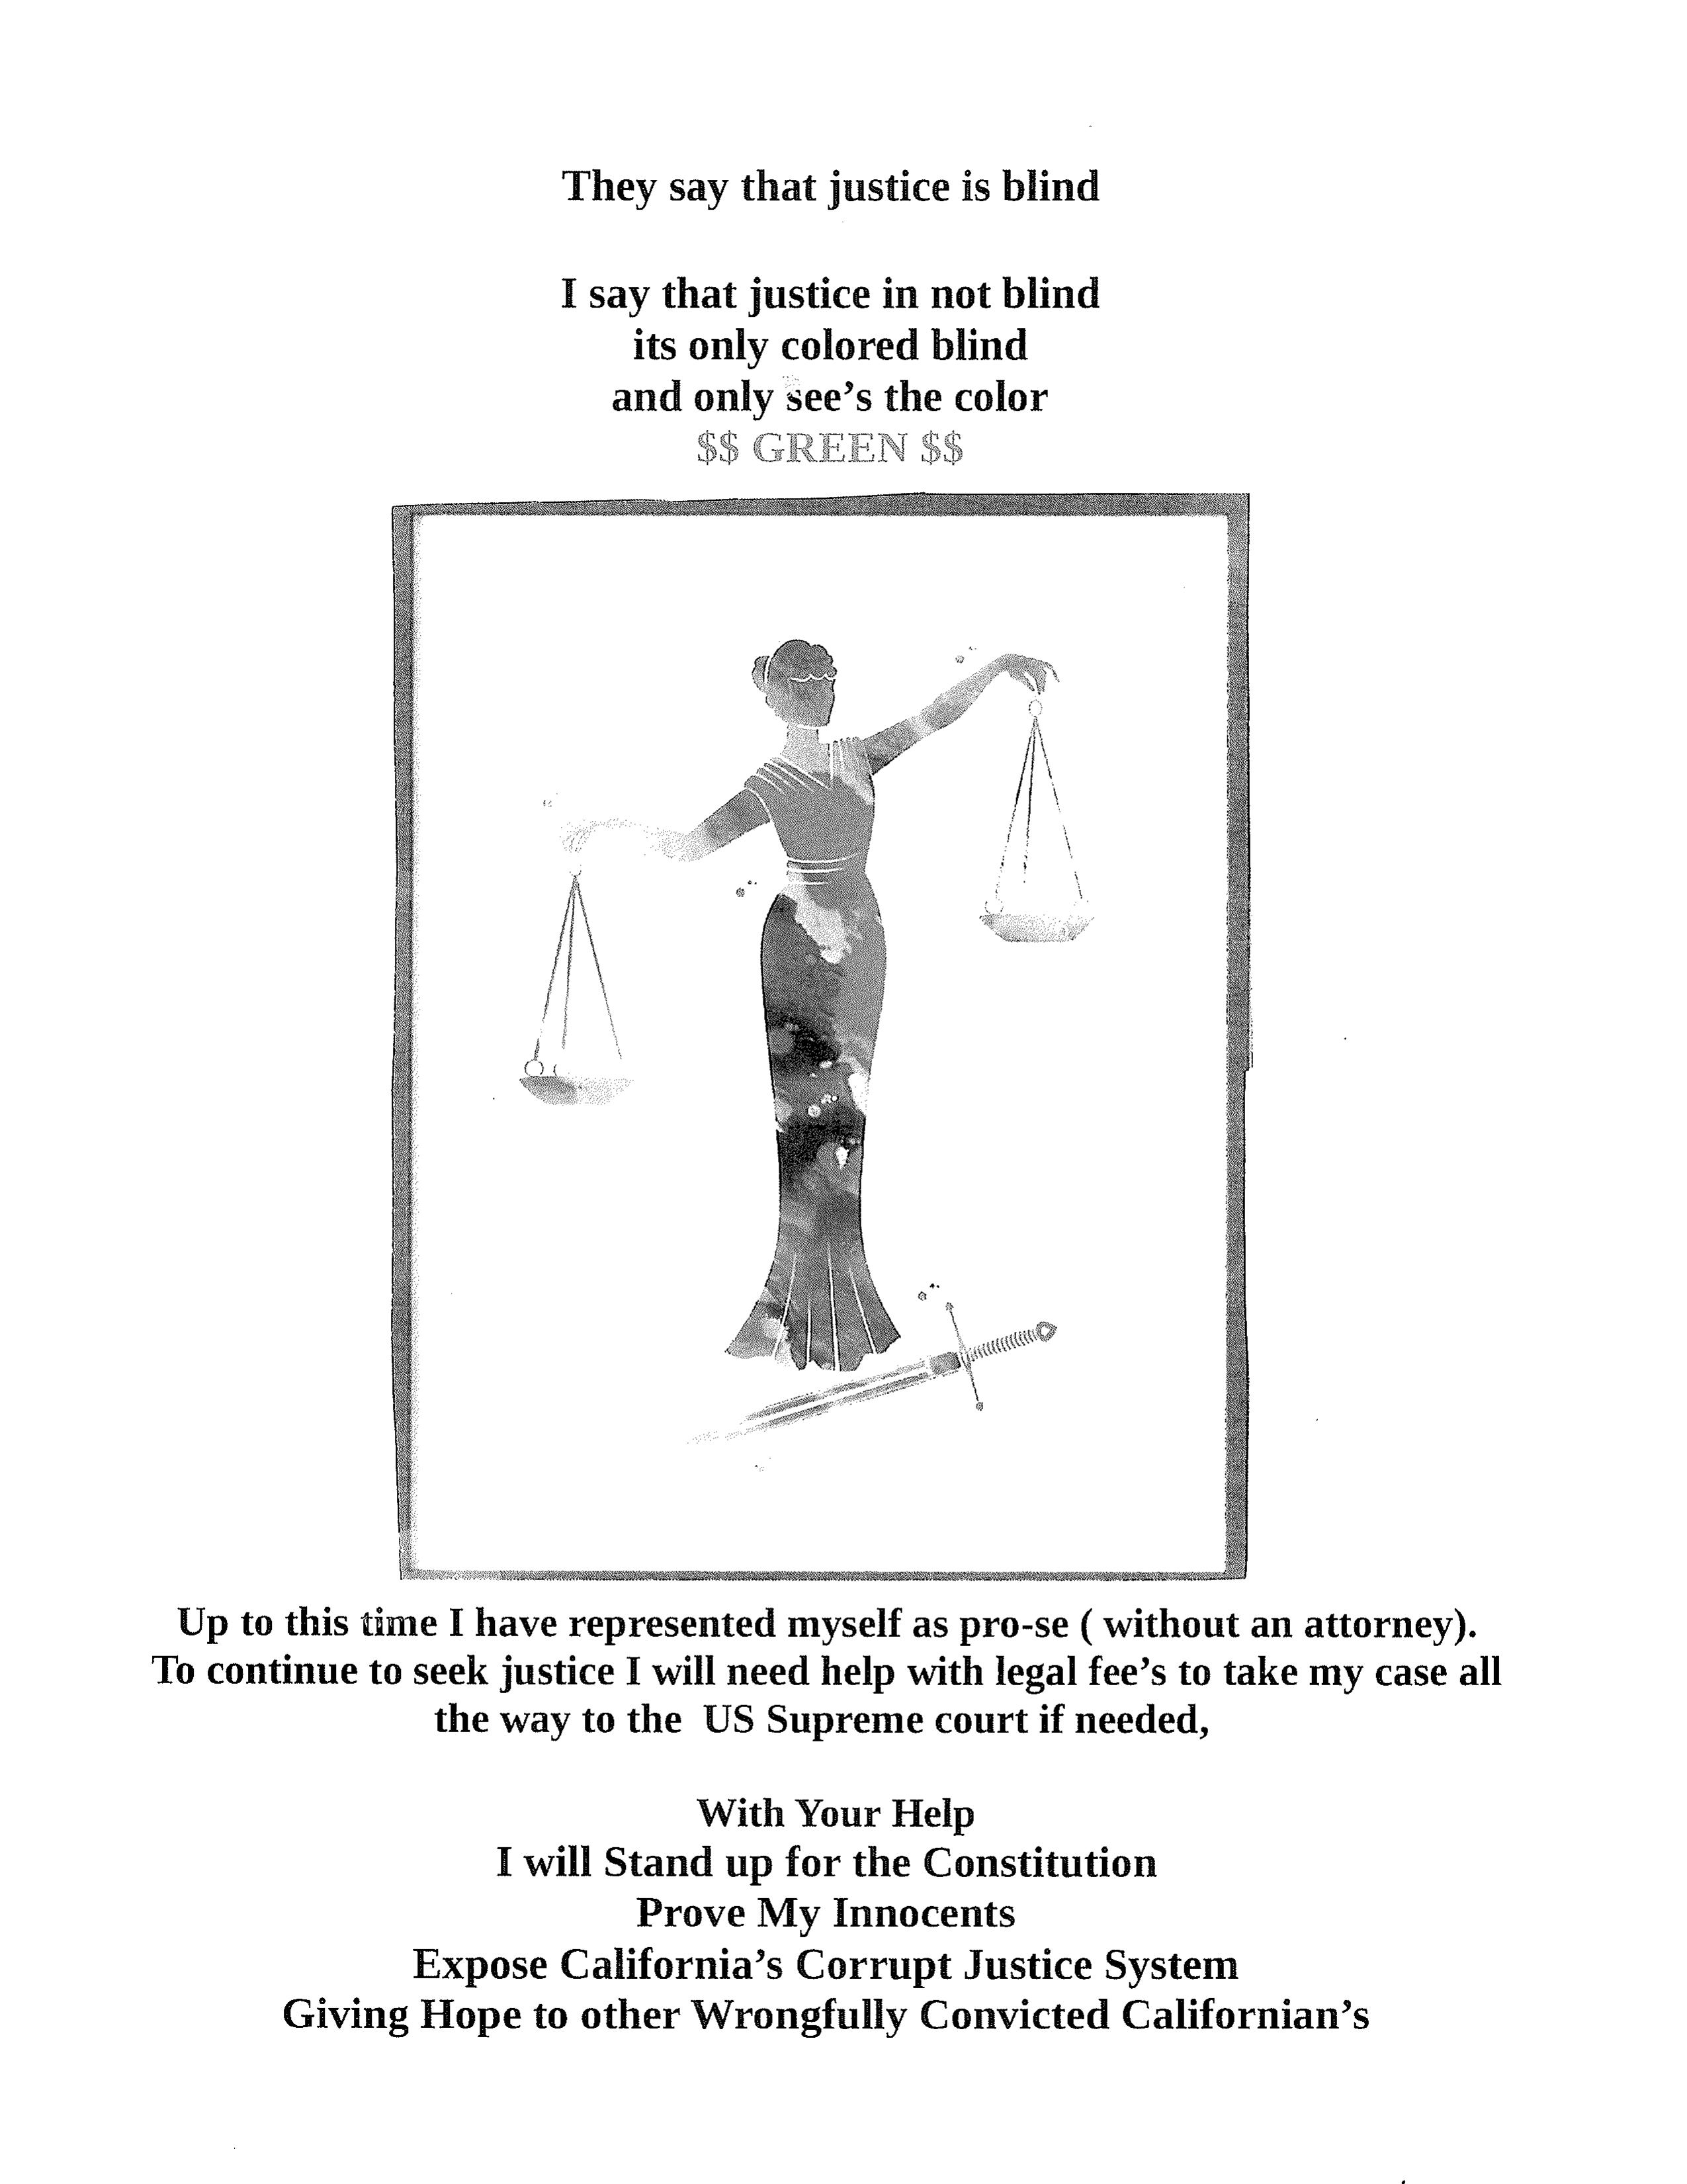 They say that justice is blind
I say that justice in not blind
its only colored blind
and only see’s the color
$$ GREEN $$
Up to this time I have represented myself as pro-se ( without an attorney).
To continue to seek justice I will need help with legal fee’s to take my case all
the way to the  US Supreme court if needed,
With Your Help
I will Stand up for the Constitution
Prove My Innocents
Expose California’s Corrupt Justice System
Giving Hope to other Wrongfully Convicted Californian’s